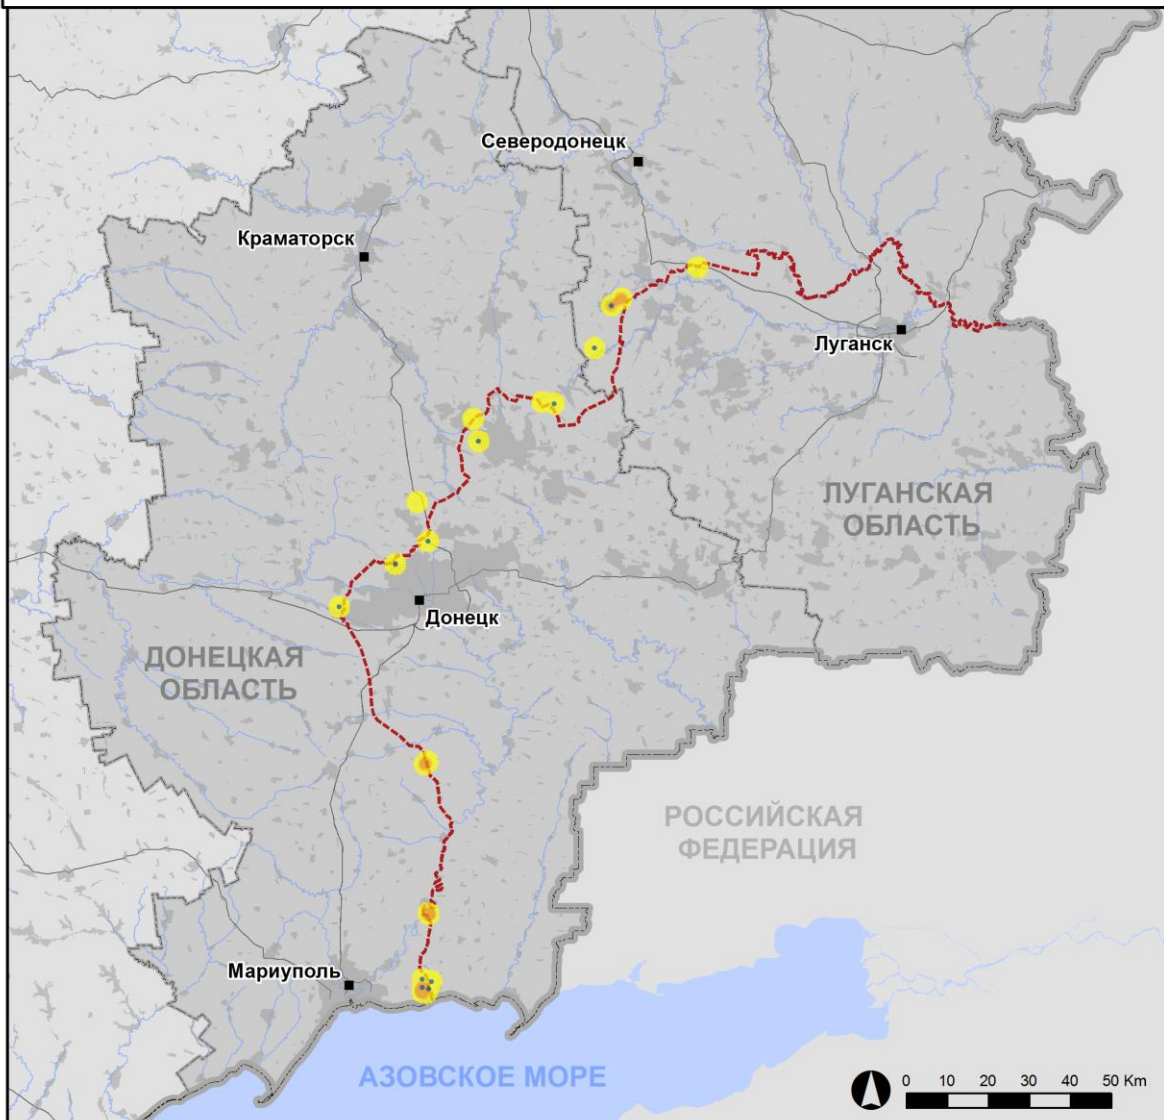 Северодонецк
Краматорск
Луганск
ЛУГАНСКАЯ
ОБЛАСТЬ
Донецк
ДОНЕЦКАЯ
ОБЛАСТЬ
РОССИЙСКАЯ
ФЕДЕРАЦИЯ
Мариуполь
АЗОВСКОЕ МОРЕ
0 10 20 30 40 50 Km